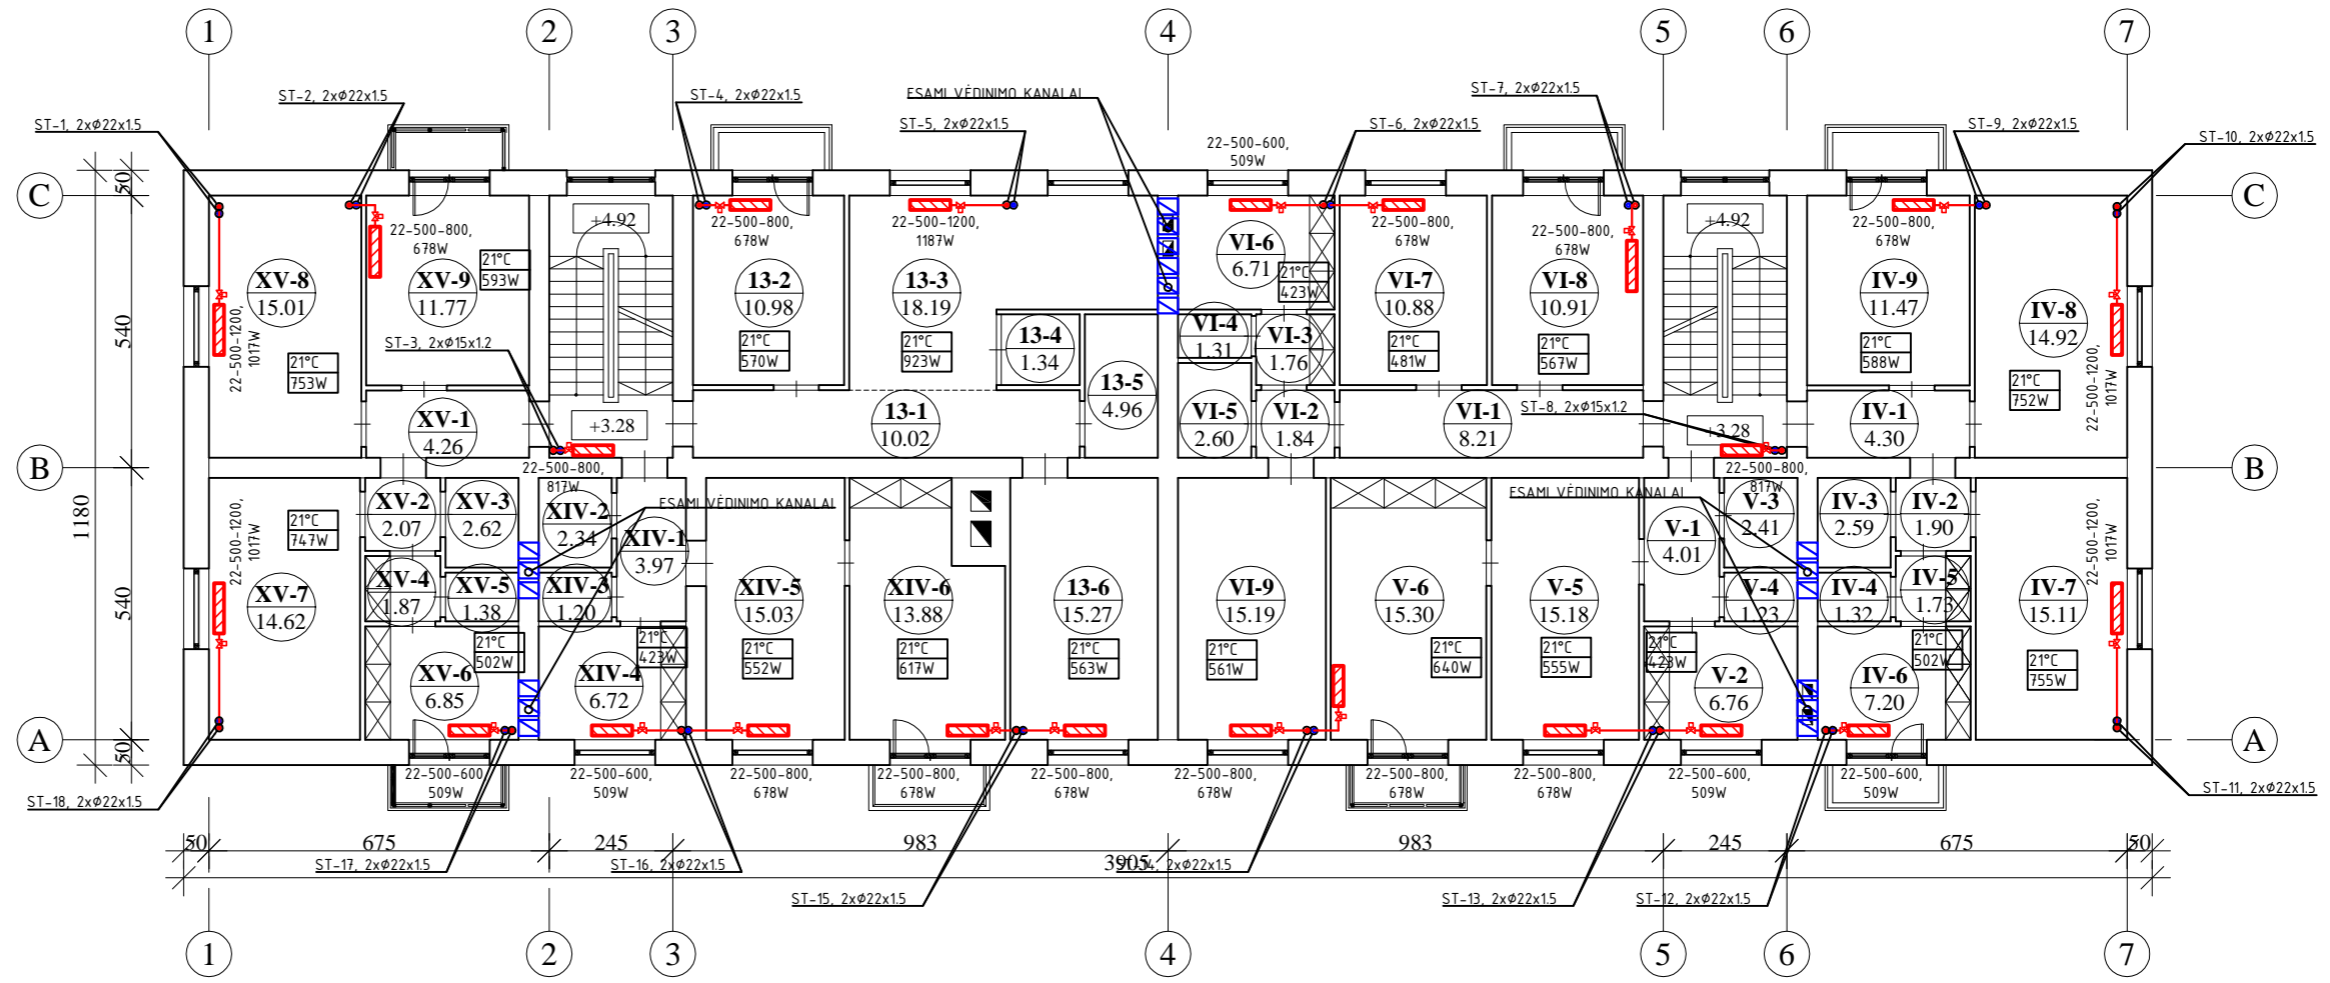 1 2 3 4 5 6 7
ST-1, 2xØ22x1.5
ST-2, 2xØ22x1.5
ST-4, 2xØ22x1.5
ESAMI VĖDINIMO KANALAI
ST-5, 2xØ22x1.5
22-500-600,
509W
ST-6, 2xØ22x1.5
ST-7, 2xØ22x1.5
ST-9, 2xØ22x1.5
ST-10, 2xØ22x1.5
C
50
540
1180
B
540
50
A
C
B
A
XV-8
15.01
21°C
753W
22-500-1200,
1017W
22-500-800,
678W
XV-9
11.77
21°C
593W
ST-3, 2xØ15x1.2
+4.92
+3.28
22-500-800,
817W
XV-1
4.26
22-500-800,
678W
13-2
10.98
21°C
570W
22-500-1200,
1187W
13-3
18.19
21°C
923W
13-4
1.34
13-5
4.96
13-1
10.02
VI-6
6.71
21°C
423W
VI-4
1.31
VI-3
1.76
VI-5
2.60
VI-2
1.84
22-500-800,
678W
VI-7
10.88
21°C
481W
22-500-800,
678W
VI-8
10.91
21°C
567W
VI-1
8.21
ST-8, 2xØ15x1.2
+4.92
+3.28
22-500-800,
817W
22-500-800,
678W
IV-9
11.47
21°C
588W
IV-1
4.30
IV-8
14.92
21°C
752W
22-500-1200,
1017W
XV-7
14.62
21°C
747W
22-500-1200,
1017W
XV-2
2.07
XV-3
2.62
XV-4
1.87
XV-5
1.38
XV-6
6.85
21°C
502W
XIV-2
2.34
XIV-1
3.97
XIV-3
1.20
XIV-4
6.72
21°C
423W
ESAMI VĖDINIMO KANALAI
XIV-5
15.03
21°C
552W
XIV-6
13.88
21°C
617W
13-6
15.27
21°C
563W
VI-9
15.19
21°C
561W
V-6
15.30
21°C
640W
V-5
15.18
21°C
555W
ESAMI VĖDINIMO KANALAI
V-1
4.01
V-3
2.41
V-4
1.23
V-2
6.76
21°C
423W
IV-3
2.59
IV-2
1.90
IV-4
1.32
IV-5
1.73
IV-6
7.20
21°C
502W
IV-7
15.11
21°C
755W
22-500-1200,
1017W
22-500-600,
509W
22-500-600,
509W
22-500-800,
678W
22-500-800,
678W
22-500-800,
678W
22-500-800,
678W
22-500-800,
678W
22-500-800,
678W
22-500-600,
509W
22-500-600,
509W
ST-18, 2xØ22x1.5
ST-11, 2xØ22x1.5
50 675 245 983 983 245 675 50
ST-17, 2xØ22x1.5
ST-16, 2xØ22x1.5
3905
ST-14, 2xØ22x1.5
ST-15, 2xØ22x1.5
ST-13, 2xØ22x1.5
ST-12, 2xØ22x1.5
1 2 3 4 5 6 7